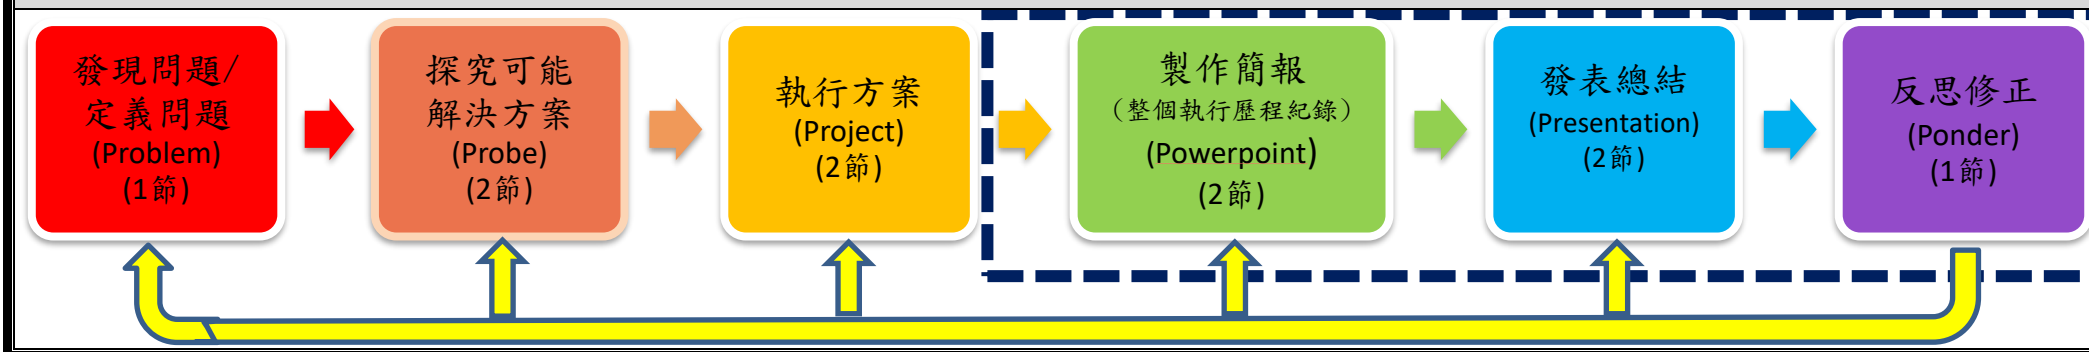 發現問題/
定義問題
(Problem)
(1節)
探究可能
解決方案
(Probe)
(2節)
執行方案
(Project)
(2節)
製作簡報
（整個執行歷程紀錄）
(Powerpoint)
(2節)
發表總結
(Presentation)
(2節)
反思修正
(Ponder)
(1節)